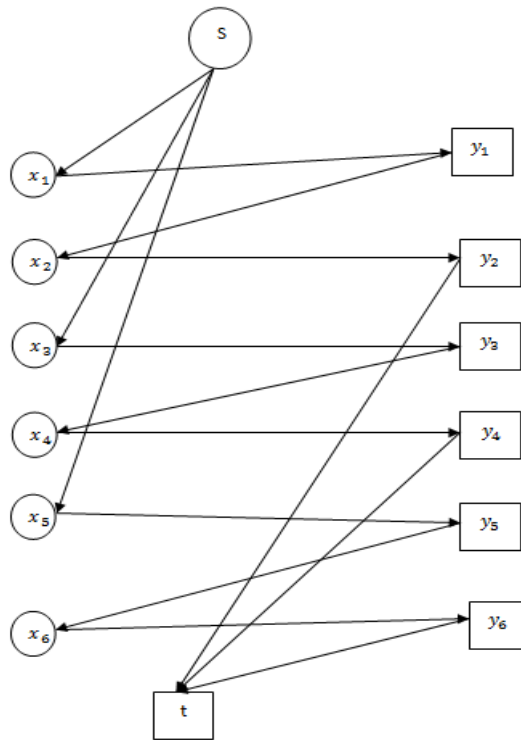 S
x₁ y₁
x₂ y₂
x₃ y₃
x₄ y₄
x₅ y₅
x₆ y₆
t